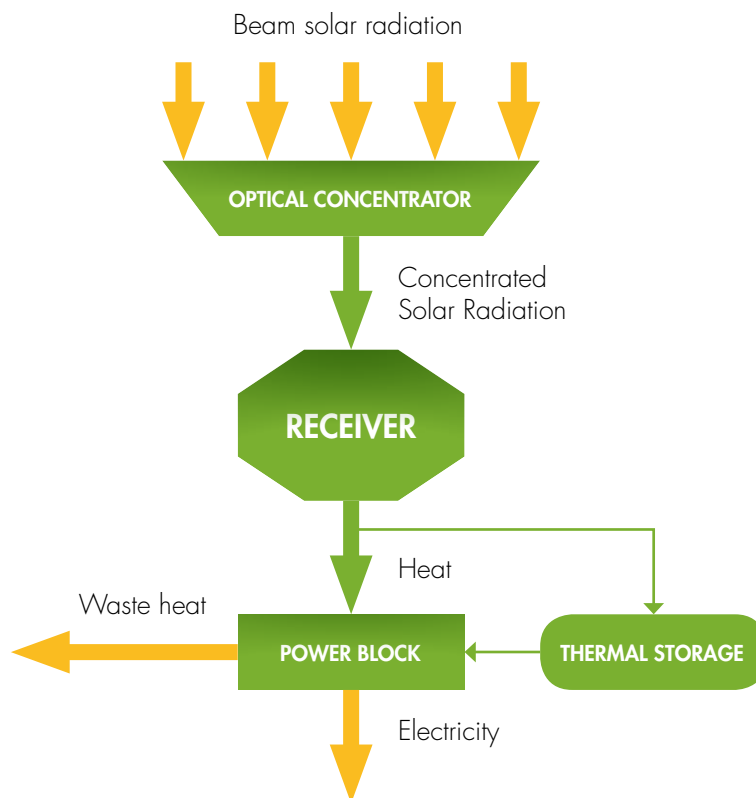 Beam solar radiation
OPTICAL CONCENTRATOR
Concentrated
Solar Radiation
RECEIVER
Heat
Waste heat
POWER BLOCK
THERMAL STORAGE
Electricity